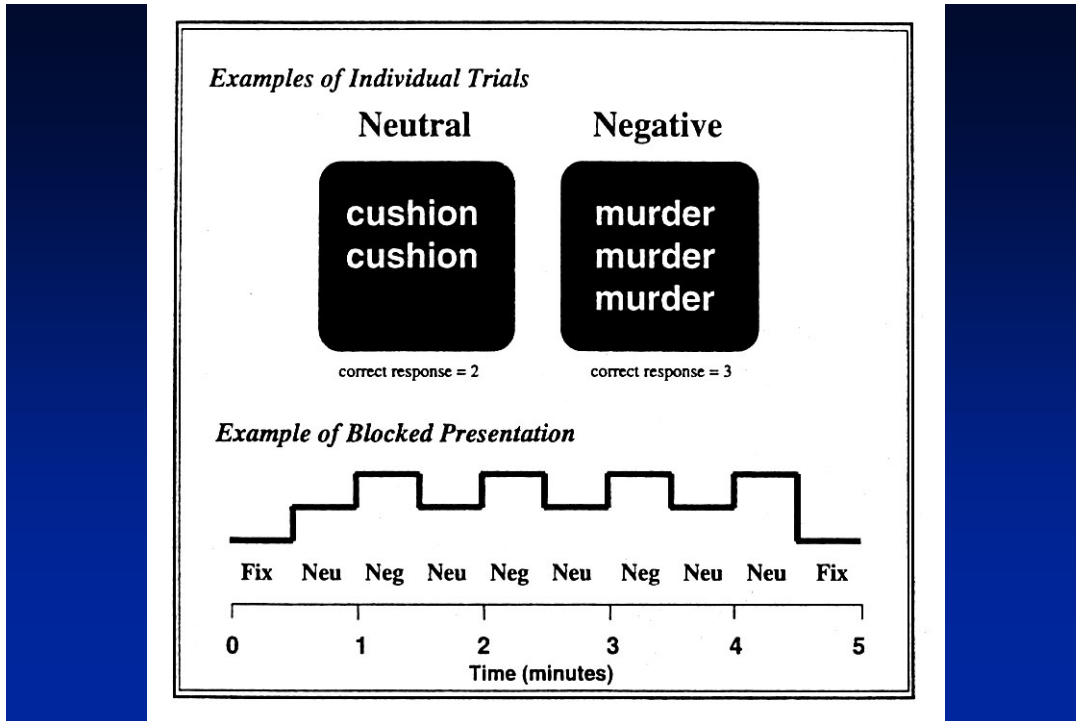 Examples of Individual Trials
Neutral Negative
cushion murder
cushion murder
murder
correct response = 2 correct response = 3
Example of Blocked Presentation
Fix Neu Neg Neu Neg Neu Neg Neu Neu Fix
0 1 2 3 4 5
Time (minutes)